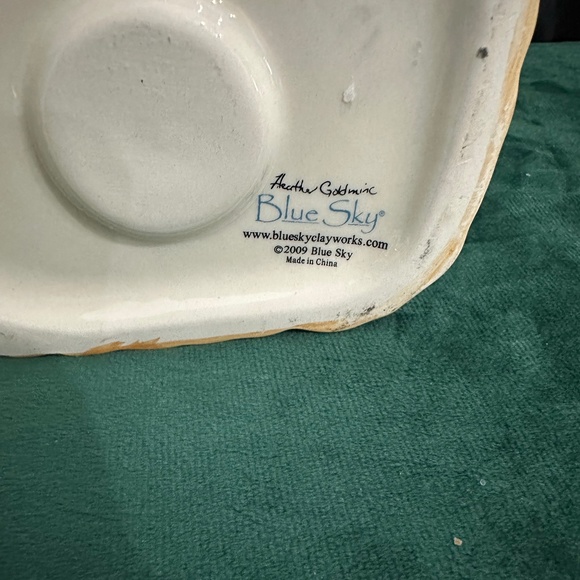 Heather Goldminc
Blue Sky®
www.blueskyclayworks.com
©2009 Blue Sky
Made in China